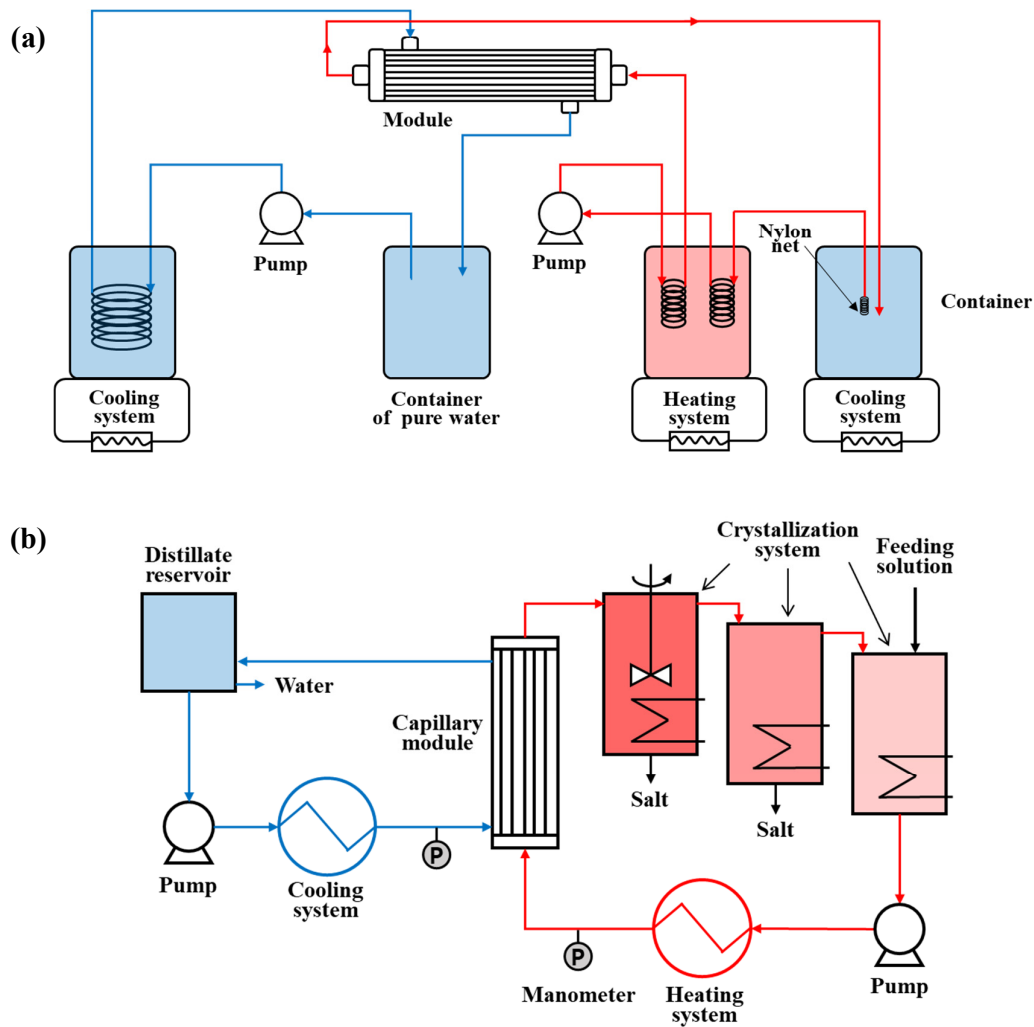 (a)
Module
Pump
Pump
Nylon
net
Container
Cooling
system
Container
of pure water
Heating
system
Cooling
system
(b)
Distillate
reservoir
Crystallization
system
Feeding
solution
Water
Capillary
module
Salt
Salt
Pump
P
Cooling
system
P
Manometer
Heating
system
Pump